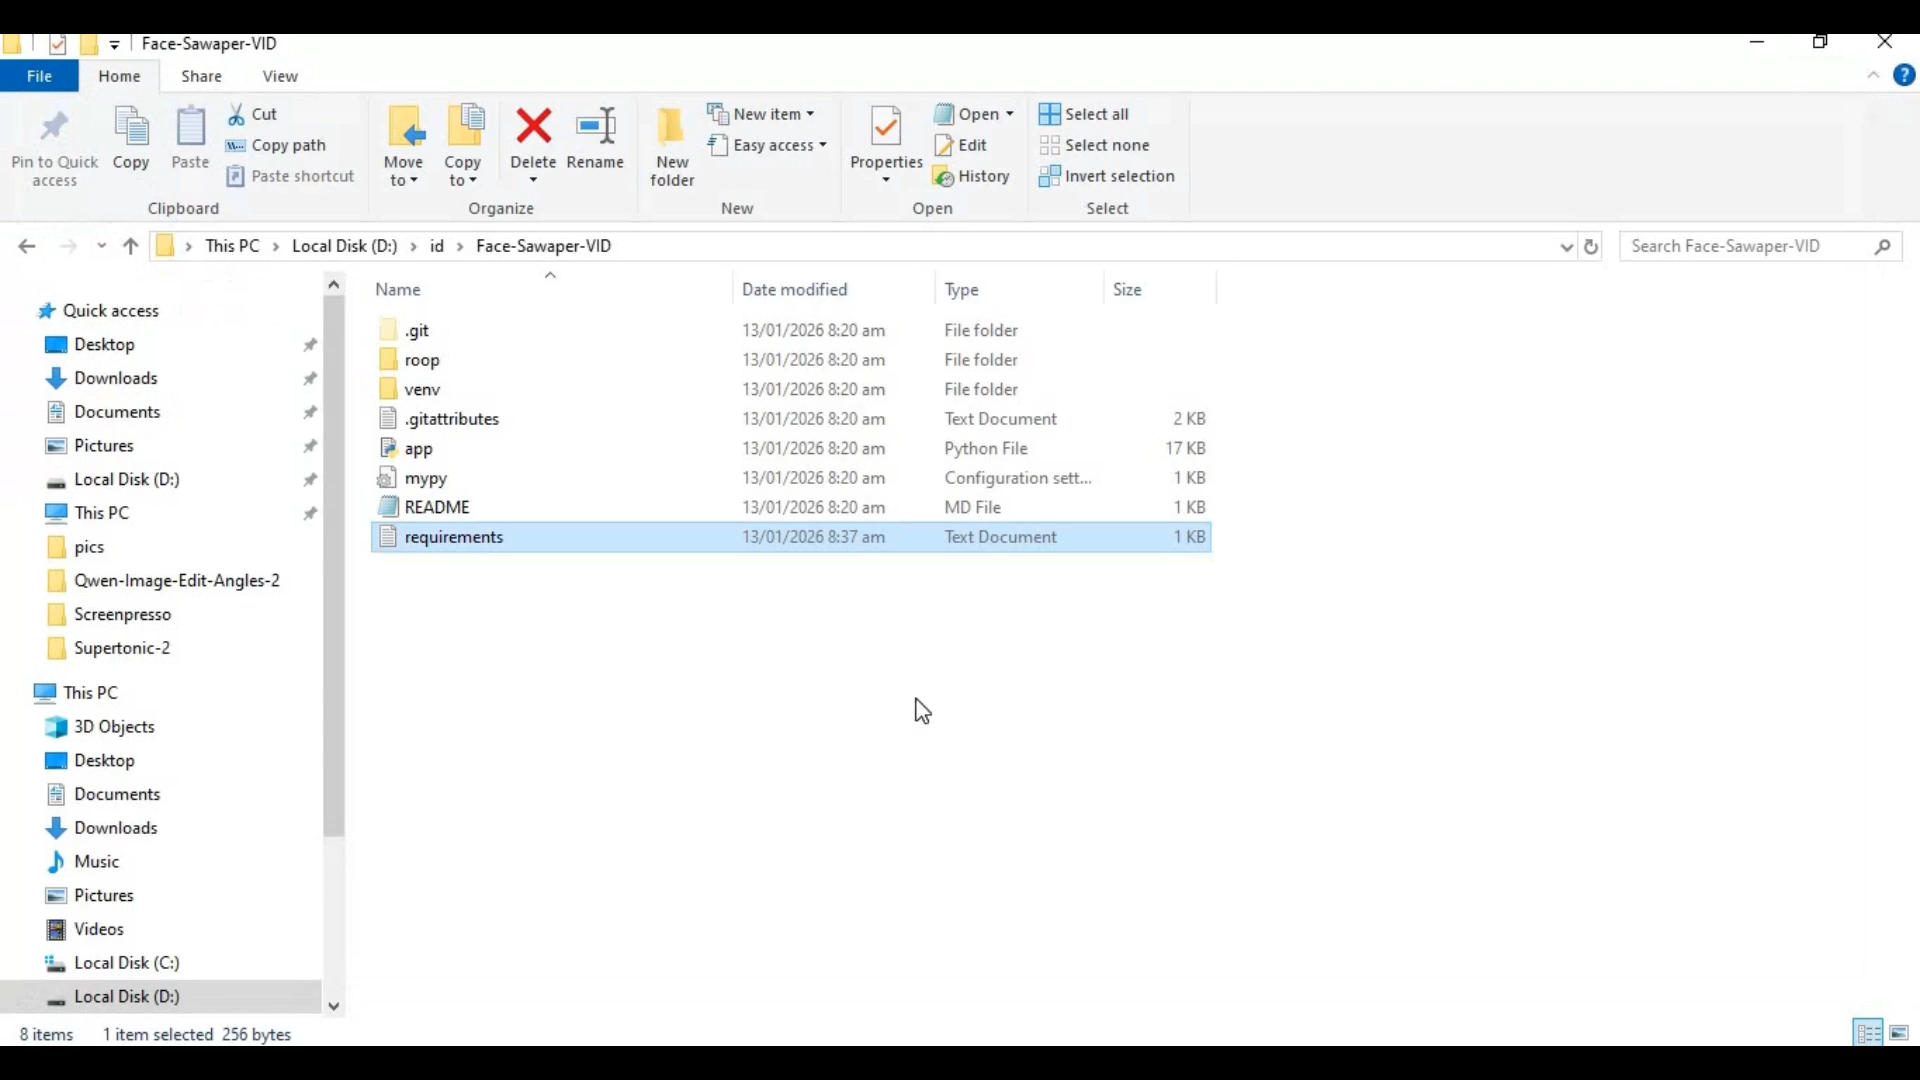 Face-Sawaper-VID
File Home Share View
Pin to Quick access
Copy
Paste
Cut
Copy path
Paste shortcut
Clipboard
Move to
Copy to
Delete
Rename
Organize
New folder
New item
Easy access
New
Properties
Open
Edit
History
Open
Select all
Select none
Invert selection
Select
This PC > Local Disk (D:) > id > Face-Sawaper-VID
Search Face-Sawaper-VID
Quick access
Desktop
Downloads
Documents
Pictures
Local Disk (D:)
This PC
pics
Qwen-Image-Edit-Angles-2
Screenpresso
Supertonic-2
This PC
3D Objects
Desktop
Documents
Downloads
Music
Pictures
Videos
Local Disk (C:)
Local Disk (D:)
Name Date modified Type Size
.git 13/01/2026 8:20 am File folder
roop 13/01/2026 8:20 am File folder
venv 13/01/2026 8:20 am File folder
.gitattributes 13/01/2026 8:20 am Text Document 2 KB
app 13/01/2026 8:20 am Python File 17 KB
mypy 13/01/2026 8:20 am Configuration sett... 1 KB
README 13/01/2026 8:20 am MD File 1 KB
requirements 13/01/2026 8:37 am Text Document 1 KB
8 items 1 item selected 256 bytes